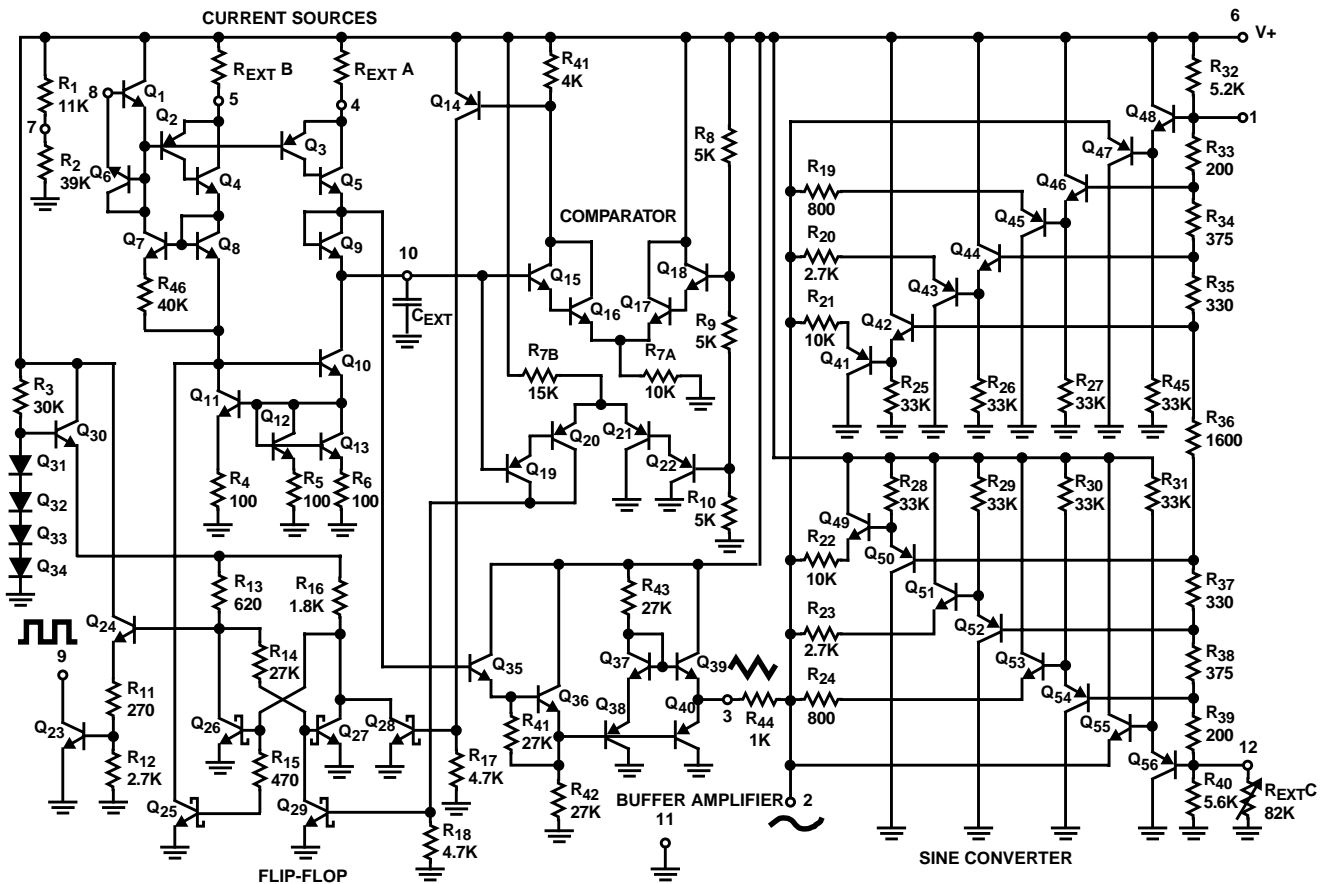 CURRENT SOURCES
6
V+
R1
11K
8
Q1
REXT B
5
REXT A
4
R41
4K
Q14
R32
5.2K
1
7
R2
39K
Q2
Q6
Q3
Q4
Q5
R8
5K
Q48
Q47
R33
200
R19
800
Q46
Q45
R34
375
Q7
Q8
Q9
COMPARATOR
10
R20
2.7K
Q44
Q43
R35
330
R46
40K
CEXT
Q15
Q16
Q17
Q18
R9
5K
R21
10K
Q42
Q41
R7B
15K
R7A
10K
Q10
R3
30K
Q30
Q11
Q12
Q13
R25
33K
R26
33K
R27
33K
R45
33K
R36
1600
Q31
Q32
Q33
Q34
Q20
Q21
Q19
Q22
R4
100
R5
100
R6
100
R10
5K
R28
33K
R29
33K
R30
33K
R31
33K
Q49
Q50
R22
10K
R13
620
R16
1.8K
R43
27K
Q51
Q52
R37
330
R23
2.7K
Q24
9
R14
27K
Q35
Q37
Q39
R24
800
Q53
Q54
R38
375
R11
270
Q23
Q26
Q27
Q28
Q36
Q38
Q40
3
R44
1K
R41
27K
Q55
Q56
R39
200
12
R12
2.7K
R15
470
R17
4.7K
R42
27K
R40
5.6K
REXTC
82K
Q25
Q29
R18
4.7K
BUFFER AMPLIFIER
2
11
FLIP-FLOP
SINE CONVERTER